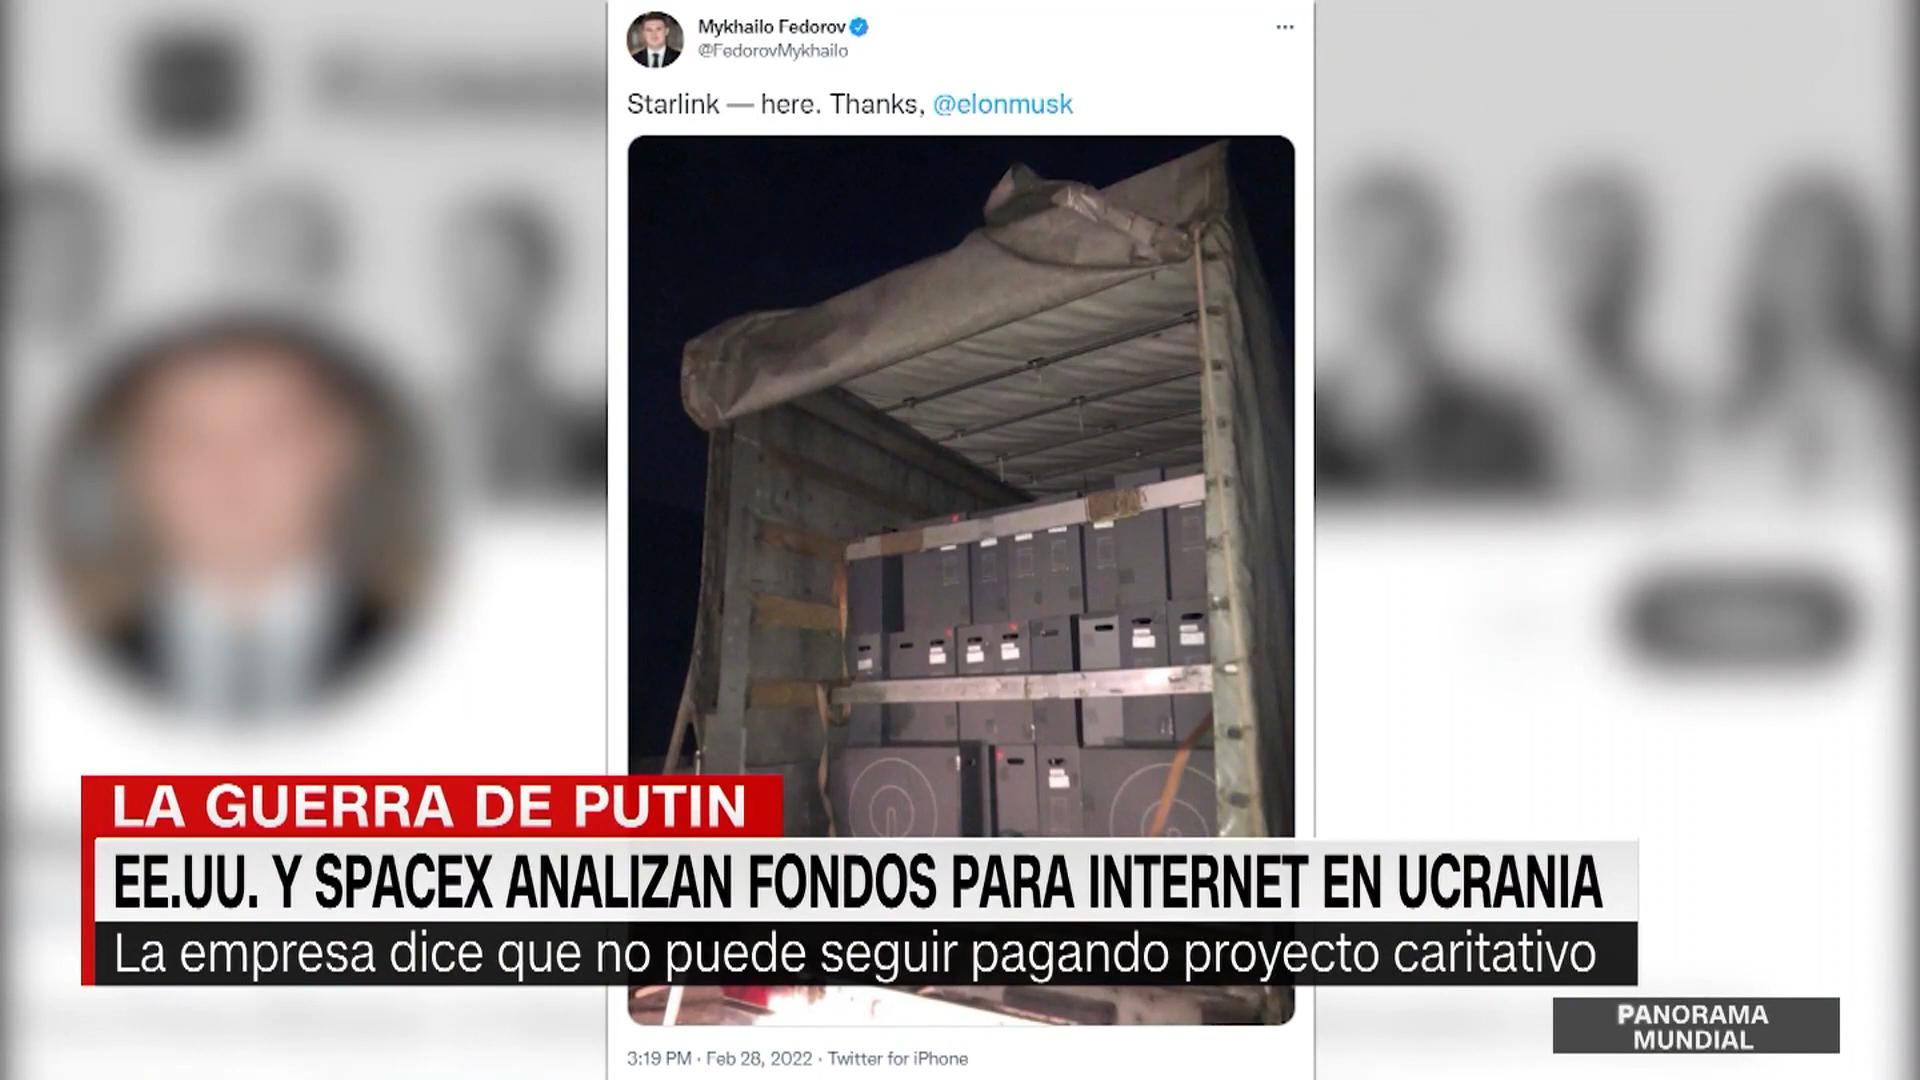 Mykhailo Fedorov
@FedorovMykhailo
Starlink — here. Thanks, @elonmusk
LA GUERRA DE PUTIN
EE.UU. Y SPACEX ANALIZAN FONDOS PARA INTERNET EN UCRANIA
La empresa dice que no puede seguir pagando proyecto caritativo
PANORAMA
MUNDIAL
3:19 PM · Feb 28, 2022 · Twitter for iPhone